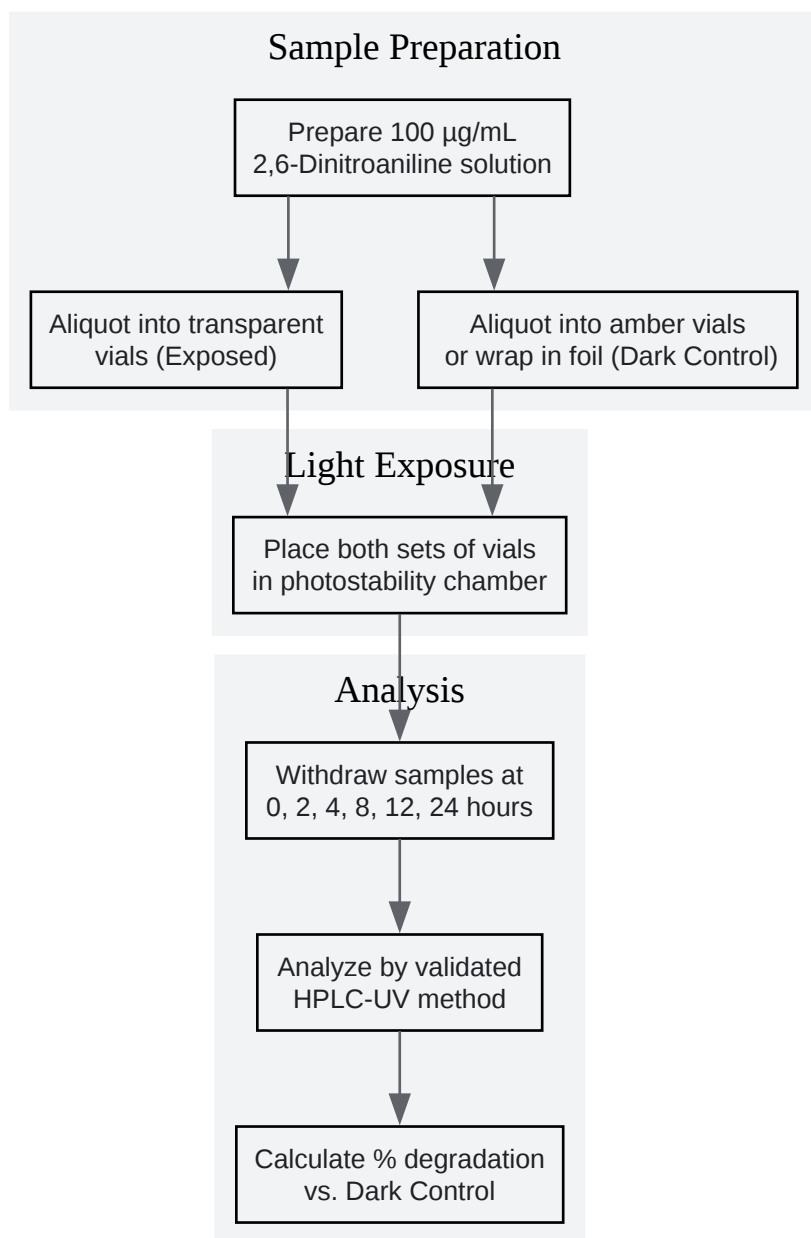 Sample Preparation
Prepare 100 µg/mL
2,6-Dinitroaniline solution
Aliquot into transparent
vials (Exposed)
Aliquot into amber vials
or wrap in foil (Dark Control)
Light Exposure
Place both sets of vials
in photostability chamber
Analysis
Withdraw samples at
0, 2, 4, 8, 12, 24 hours
Analyze by validated
HPLC-UV method
Calculate % degradation
vs. Dark Control